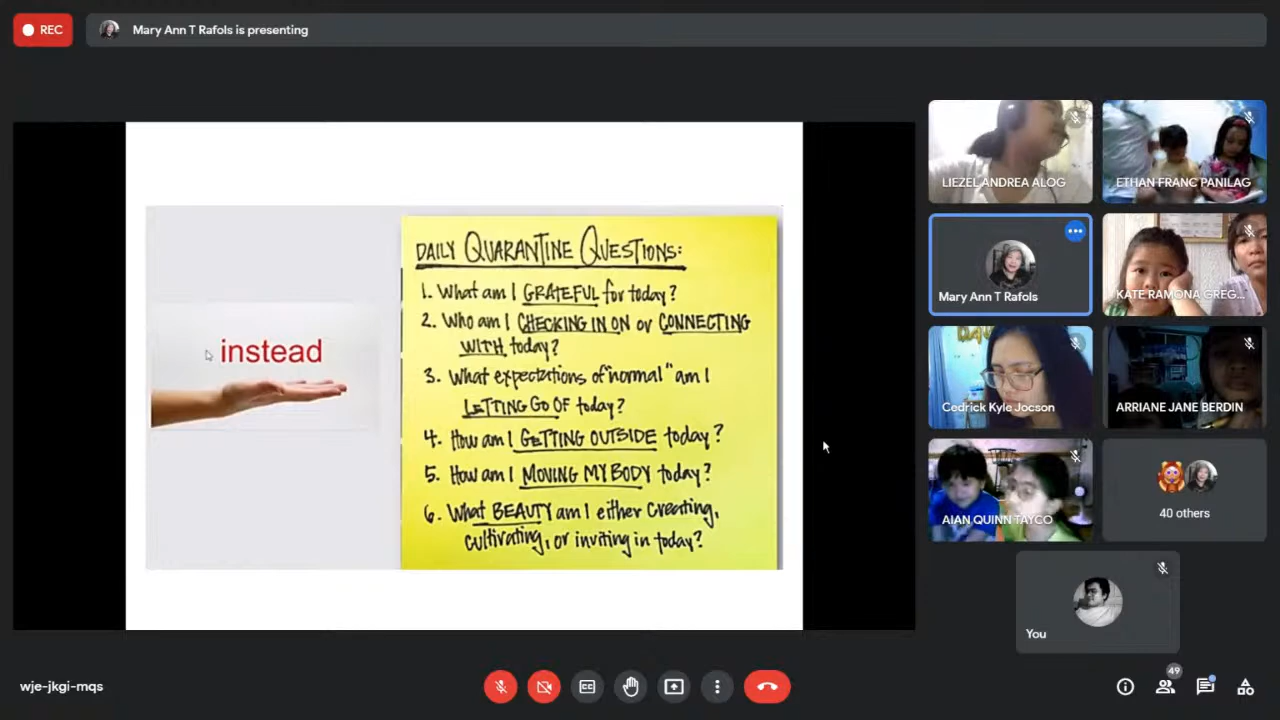 REC
Mary Ann T Rafols is presenting
instead
DAILY QUARANTINE QUESTIONS:
1. What am I GRATEFUL for today?
2. Who am I CHECKING IN ON or CONNECTING
WITH today?
3. What expectations of "normal" am I
LETTING GO OF today?
4. How am I GETTING OUTSIDE today?
5. How am I MOVING MY BODY today?
6. What BEAUTY am I either creating,
cultivating, or inviting in today?
LIEZEL ANDREA ALOG
ETHAN FRANC PANILAG
Mary Ann T Rafols
KATE RAMONA GREG...
Cedrick Kyle Jocson
ARRIANE JANE BERDIN
AIAN QUINN TAYCO
40 others
You
wje-jkgi-mqs
CC
49